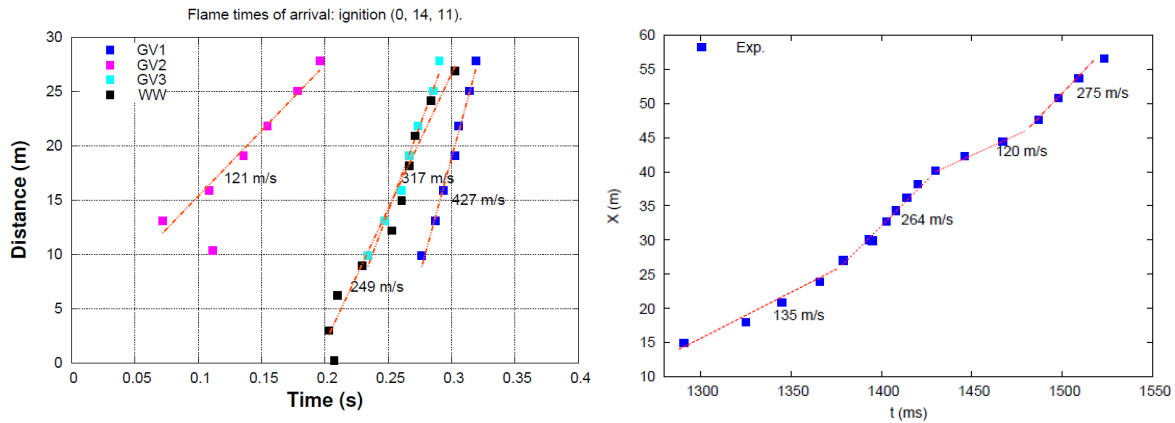 Flame times of arrival: ignition (0, 14, 11).
30
25
20
15
10
5
0
Distance (m)
GV1
GV2
GV3
WW
121 m/s
317 m/s
427 m/s
249 m/s
0
0.05
0.1
0.15
0.2
0.25
0.3
0.35
0.4
Time (s)
60
55
50
45
40
35
30
25
20
15
10
X (m)
Exp.
275 m/s
120 m/s
264 m/s
135 m/s
1300
1350
1400
1450
1500
1550
t (ms)